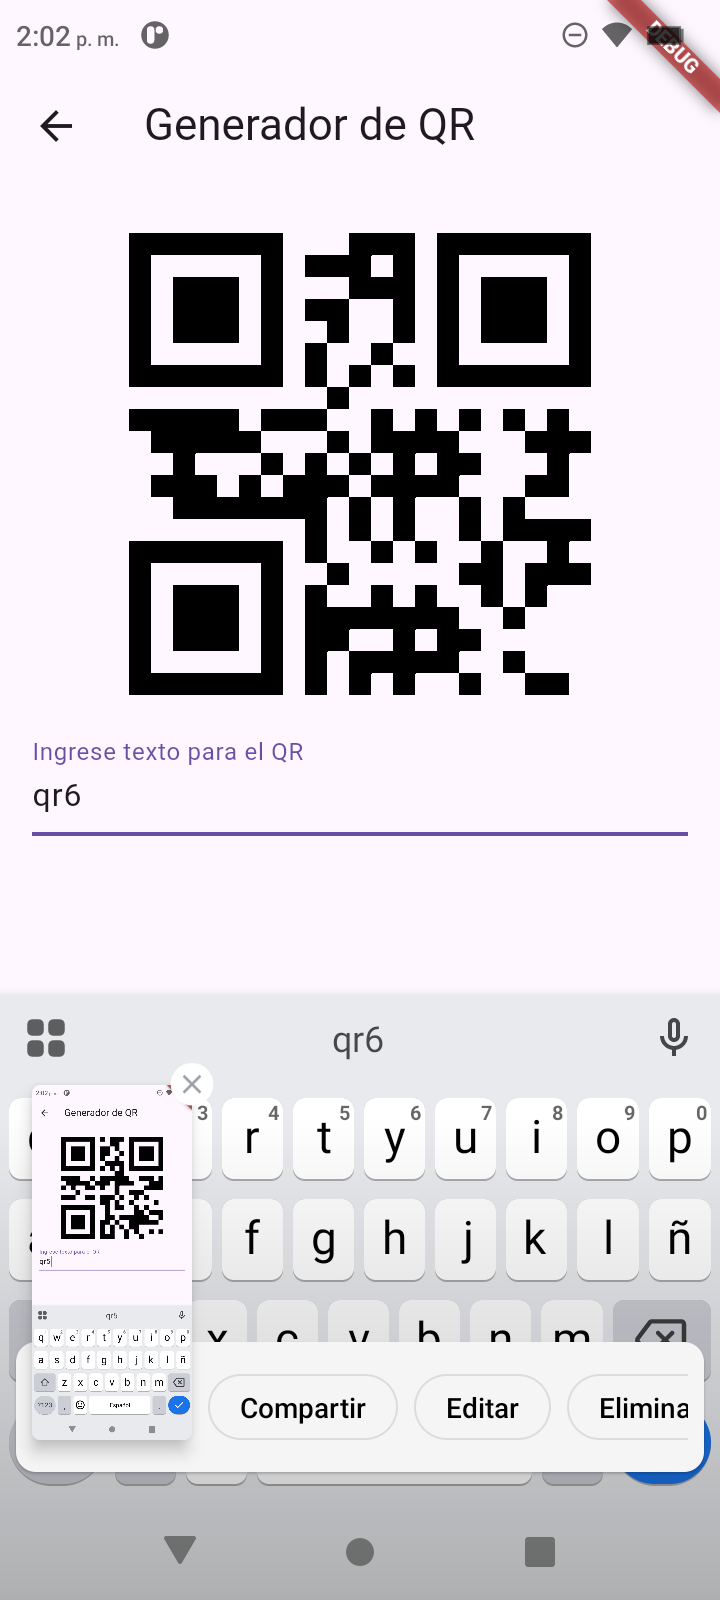 2:02 p. m.
DEBUG
Generador de QR
Ingrese texto para el QR
qr6
qr6
3 4 5 6 7 8 9 0
r t y u i o p
f g h j k l ñ
x c v b n m
2:02
Generador de QR
Ingrese texto para el QR
qr5
qr5
q w e r t y u i o p
a s d f g h j k l ñ
z x c v b n m
?123 , Español .
Compartir Editar Elimina